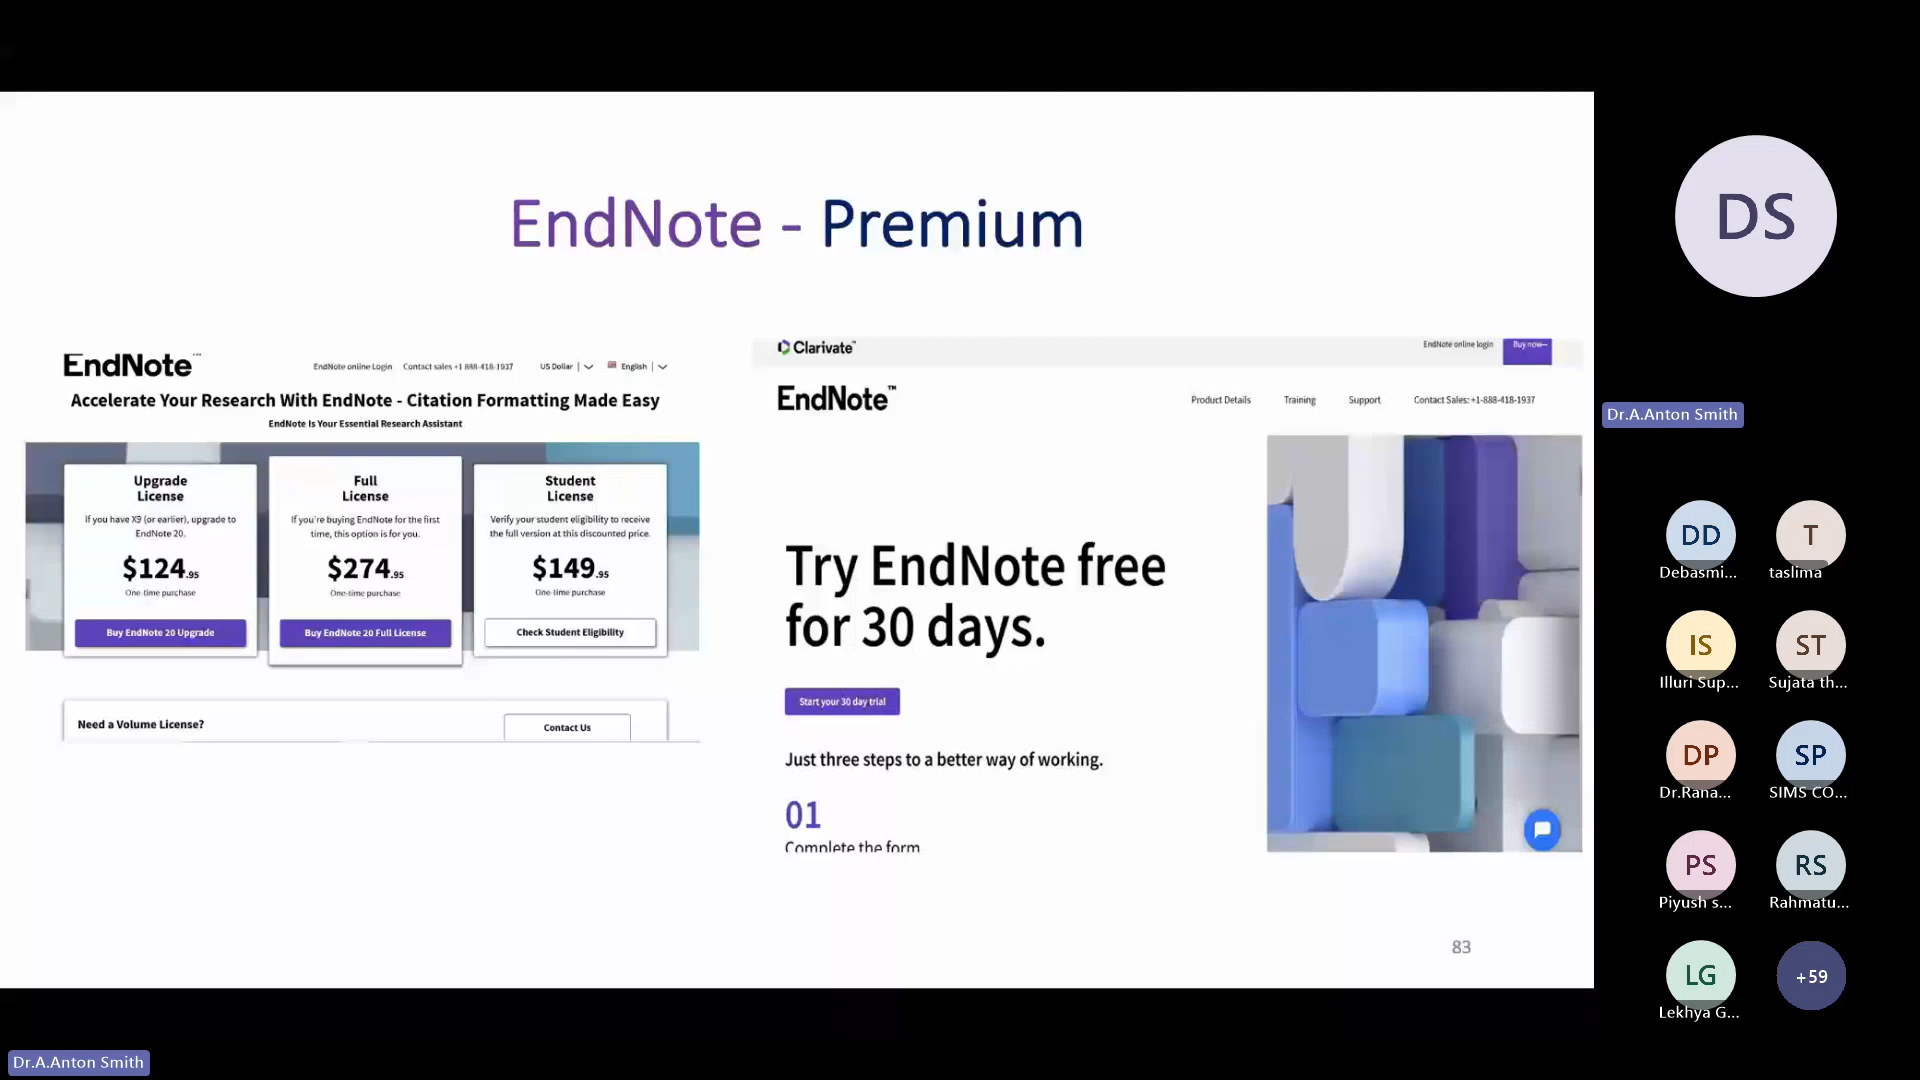 EndNote - Premium
EndNote™
EndNote online Login Contact sales +1 888-418-1937 US Dollar | English |
Accelerate Your Research With EndNote - Citation Formatting Made Easy
EndNote Is Your Essential Research Assistant
Upgrade
License
If you have X9 (or earlier), upgrade to
EndNote 20.
$124.95
One-time purchase
Buy EndNote 20 Upgrade
Full
License
If you're buying EndNote for the first
time, this option is for you.
$274.95
One-time purchase
Buy EndNote 20 Full License
Student
License
Verify your student eligibility to receive
the full version at this discounted price.
$149.95
One-time purchase
Check Student Eligibility
Need a Volume License?
Contact Us
Clarivate™
EndNote online login Buy now
EndNote™
Product Details Training Support Contact Sales: +1-888-418-1937
Try EndNote free
for 30 days.
Start your 30 day trial
Just three steps to a better way of working.
01
Complete the form
83
DS
Dr.A.Anton Smith
DD T
Debasmi... taslima
IS ST
Illuri Sup... Sujata th...
DP SP
Dr.Rana... SIMS CO...
PS RS
Piyush s... Rahmatu...
LG +59
Lekhya G...
Dr.A.Anton Smith